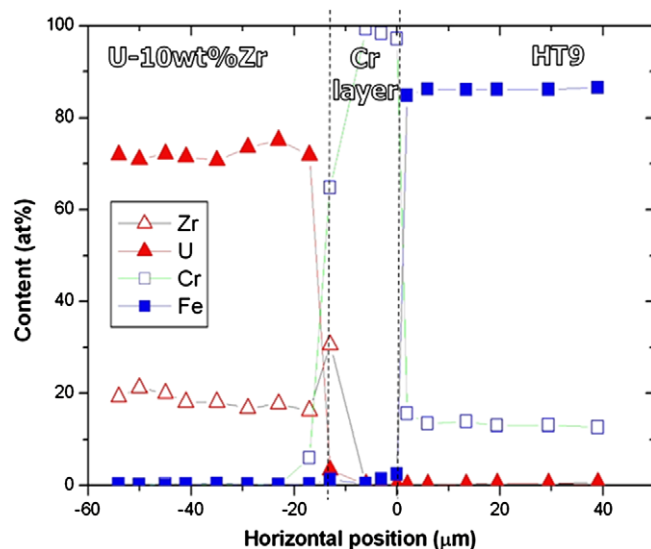 100
80
60
40
20
0
Content (at%)
U-10wt%Zr
Cr
layer
HT9
Zr
U
Cr
Fe
-60
-40
-20
0
20
40
Horizontal position (μm)